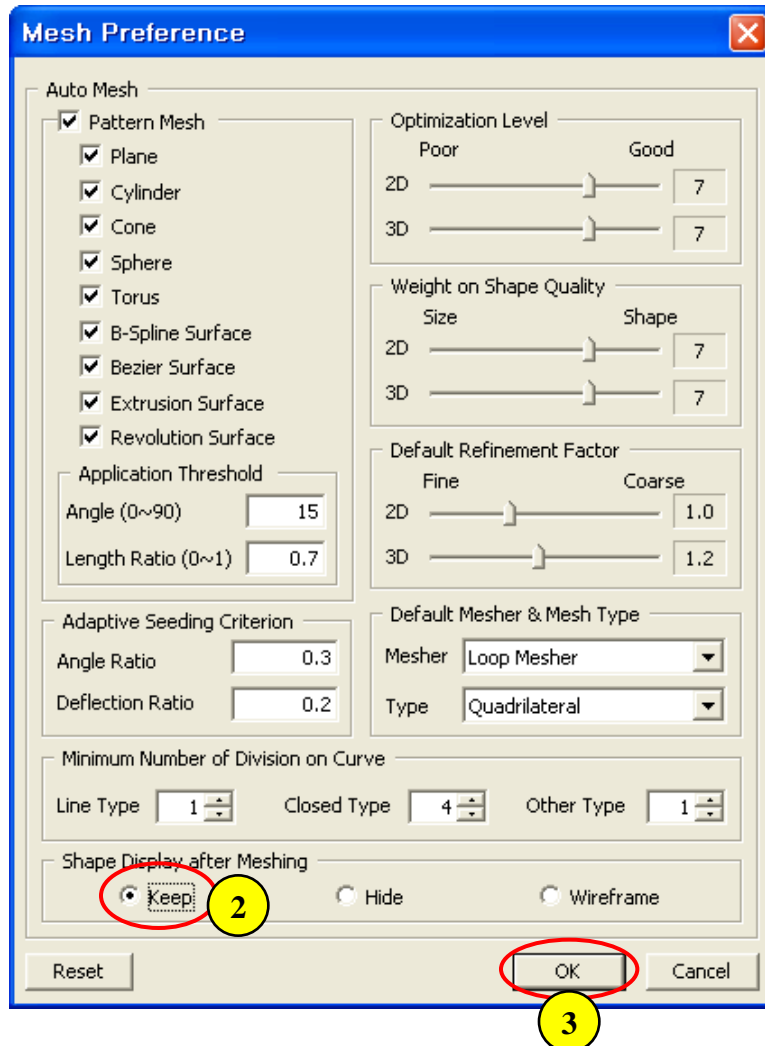 Mesh Preference
Auto Mesh
Pattern Mesh
Plane
Cylinder
Cone
Sphere
Torus
B-Spline Surface
Bezier Surface
Extrusion Surface
Revolution Surface
Application Threshold
Angle (0~90) 15
Length Ratio (0~1) 0.7
Optimization Level
Poor Good
2D 7
3D 7
Weight on Shape Quality
Size Shape
2D 7
3D 7
Default Refinement Factor
Fine Coarse
2D 1.0
3D 1.2
Adaptive Seeding Criterion
Angle Ratio 0.3
Deflection Ratio 0.2
Default Mesher & Mesh Type
Mesher Loop Mesher
Type Quadrilateral
Minimum Number of Division on Curve
Line Type 1 Closed Type 4 Other Type 1
Shape Display after Meshing
Keep 2 Hide Wireframe
Reset OK Cancel
3